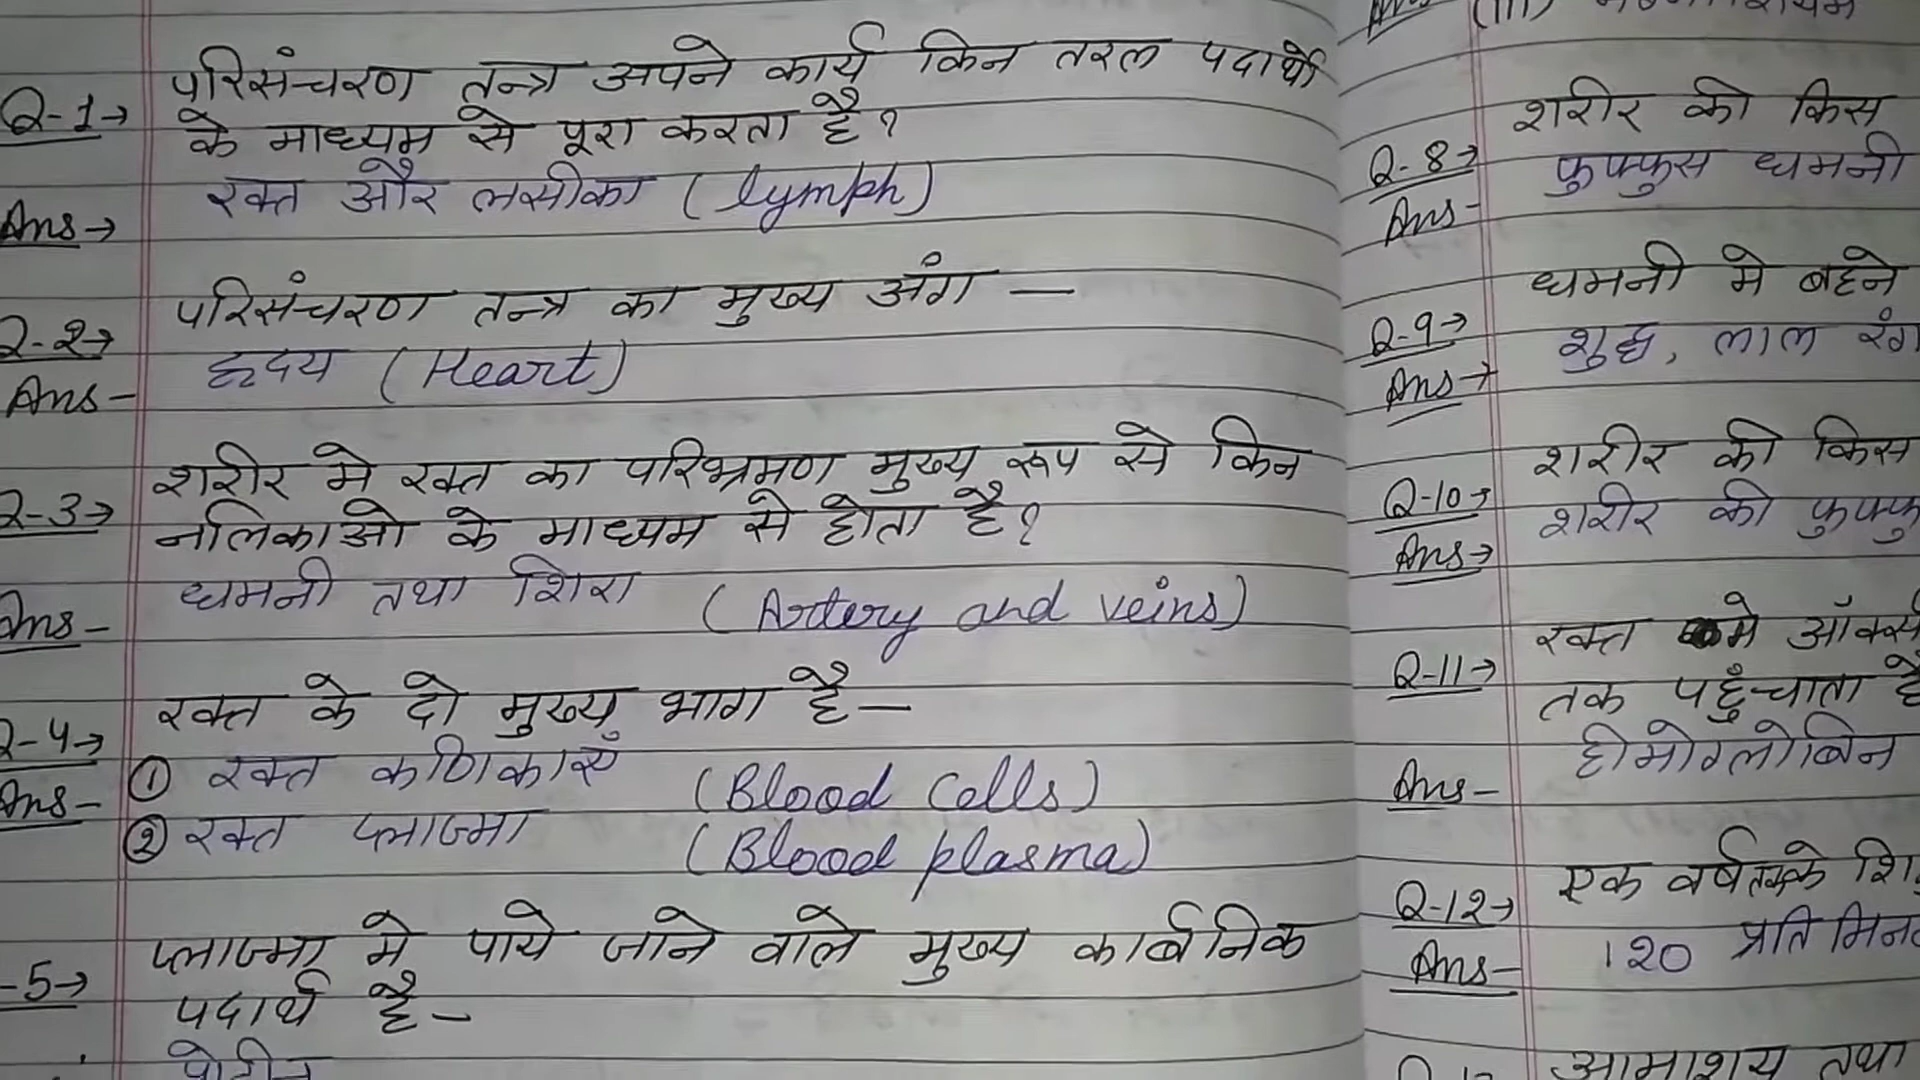 Q-1→ परिसंचरण तन्त्र अपने कार्य किन तरल पदार्थो
के माध्यम से पूरा करता है?
Ans→ रक्त और लसीका (lymph)
Q-2→ परिसंचरण तन्त्र का मुख्य अंग —
Ans- हृदय (Heart)
Q-3→ शरीर मे रक्त का परिभ्रमण मुख्य रूप से किन
नलिकाओ के माध्यम से होता है?
Ans- धमनी तथा शिरा (Artery and veins)
Q-4→ रक्त के दो मुख्य भाग है—
Ans- ① रक्त कणिकाएँ (Blood Cells)
② रक्त प्लाज्मा (Blood plasma)
-5→ प्लाज्मा मे पाये जाने वाले मुख्य कार्बनिक
पदार्थ है-
Ans (III)
Q-8→ शरीर की किस
Ans- फुफ्फुस धमनी
Q-9→ धमनी मे बहने
Ans→ शुद्ध, लाल रंग
Q-10→ शरीर की किस
Ans→ शरीर की
Q-11→ रक्त मे
तक पहुँचाता है
Ans- हीमोग्लोबिन
Q-12→ एक वर्ष तक के
Ans- 120 प्रति
आमाशय तथा